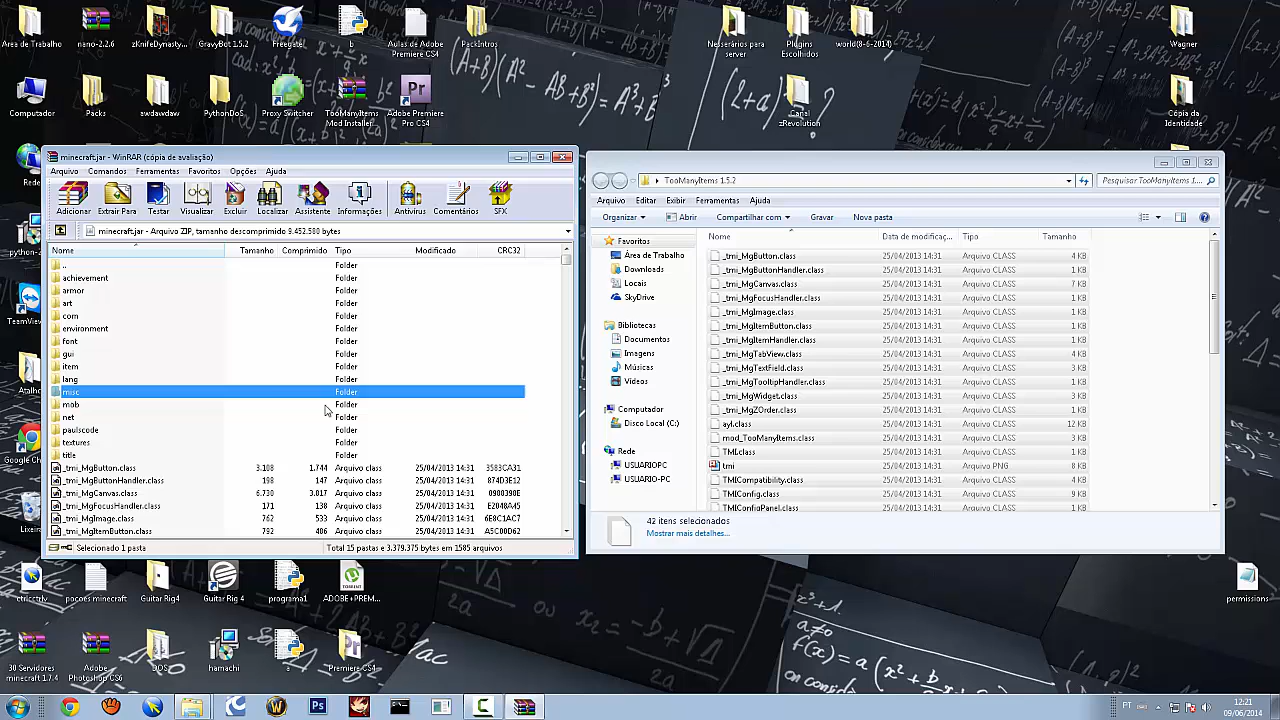 Área de Trabalho
nano-2.2.6
zKnifeDynasty...
GravyBot 1.5.2
Freegate
b
Aulas de Adobe Premiere CS4
PackIntros
Nesserários para server
Plugins Escolhidos
world(8-6-2014)
Wagner
Computador
Packs
awdawdaw
PythonDOS
Proxy Switcher
TooManyItems Mod Installer...
Adobe Premiere Pro CS4
Canal zRevolution
Cópia da Identidade
minecraft.jar - WinRAR (cópia de avaliação)
Arquivo Comandos Ferramentas Favoritos Opções Ajuda
Adicionar Extrair Para Testar Visualizar Excluir Localizar Assistente Informações Antivírus Comentários SFX
minecraft.jar - Arquivo ZIP, tamanho descomprimido 9.452.580 bytes
Nome Tamanho Comprimido Tipo Modificado CRC32
.. Folder
achievement Folder
armor Folder
art Folder
com Folder
environment Folder
font Folder
gui Folder
item Folder
lang Folder
misc Folder
mob Folder
net Folder
paulscode Folder
textures Folder
title Folder
_tmi_MgButton.class 3.108 1.744 Arquivo class 25/04/2013 14:31 3583CA31
_tmi_MgButtonHandler.class 198 147 Arquivo class 25/04/2013 14:31 874D3E12
_tmi_MgCanvas.class 6.730 3.817 Arquivo class 25/04/2013 14:31 0900390E
_tmi_MgFocusHandler.class 171 138 Arquivo class 25/04/2013 14:31 E2048A45
_tmi_MgImage.class 762 533 Arquivo class 25/04/2013 14:31 6E8C1AC7
_tmi_MgItemButton.class 792 406 Arquivo class 25/04/2013 14:31 A5C00D62
Selecionado 1 pasta Total 15 pastas e 3.379.375 bytes em 1585 arquivos
TooManyItems 1.5.2 Pesquisar TooManyItems 1....
Arquivo Editar Exibir Ferramentas Ajuda
Organizar Abrir Compartilhar com Gravar Nova pasta
Favoritos
Área de Trabalho
Downloads
Locais
SkyDrive
Bibliotecas
Documentos
Imagens
Músicas
Vídeos
Computador
Disco Local (C:)
Rede
USUARIOPC
USUARIO-PC
Nome Data de modificaç... Tipo Tamanho
_tmi_MgButton.class 25/04/2013 14:31 Arquivo CLASS 4 KB
_tmi_MgButtonHandler.class 25/04/2013 14:31 Arquivo CLASS 1 KB
_tmi_MgCanvas.class 25/04/2013 14:31 Arquivo CLASS 7 KB
_tmi_MgFocusHandler.class 25/04/2013 14:31 Arquivo CLASS 1 KB
_tmi_MgImage.class 25/04/2013 14:31 Arquivo CLASS 1 KB
_tmi_MgItemButton.class 25/04/2013 14:31 Arquivo CLASS 1 KB
_tmi_MgItemHandler.class 25/04/2013 14:31 Arquivo CLASS 1 KB
_tmi_MgTabView.class 25/04/2013 14:31 Arquivo CLASS 4 KB
_tmi_MgTextField.class 25/04/2013 14:31 Arquivo CLASS 4 KB
_tmi_MgTooltipHandler.class 25/04/2013 14:31 Arquivo CLASS 1 KB
_tmi_MgWidget.class 25/04/2013 14:31 Arquivo CLASS 2 KB
_tmi_MgZOrder.class 25/04/2013 14:31 Arquivo CLASS 1 KB
ayl.class 25/04/2013 14:31 Arquivo CLASS 12 KB
mod_TooManyItems.class 25/04/2013 14:31 Arquivo CLASS 3 KB
TMI.class 25/04/2013 14:31 Arquivo CLASS 3 KB
tmi 25/04/2013 14:31 Arquivo PNG 8 KB
TMICompatibility.class 25/04/2013 14:31 Arquivo CLASS 1 KB
TMIConfig.class 25/04/2013 14:31 Arquivo CLASS 9 KB
TMIConfigPanel.class 25/04/2013 14:31 Arquivo CLASS 3 KB
42 itens selecionados
Mostrar mais detalhes...
Rede
python-2
TeamView
Atalho
Google C
Lixeira
ctricctrlv
pocoes minecraft
Guitar Rig4
Guitar Rig 4
programa1
ADOBE+PREM...
permissions
30 Servidores minecraft 1.7.4
Adobe Photoshop CS6
DOS
hamachi
a
Premiere CS4
PT
12:21
09/06/2014